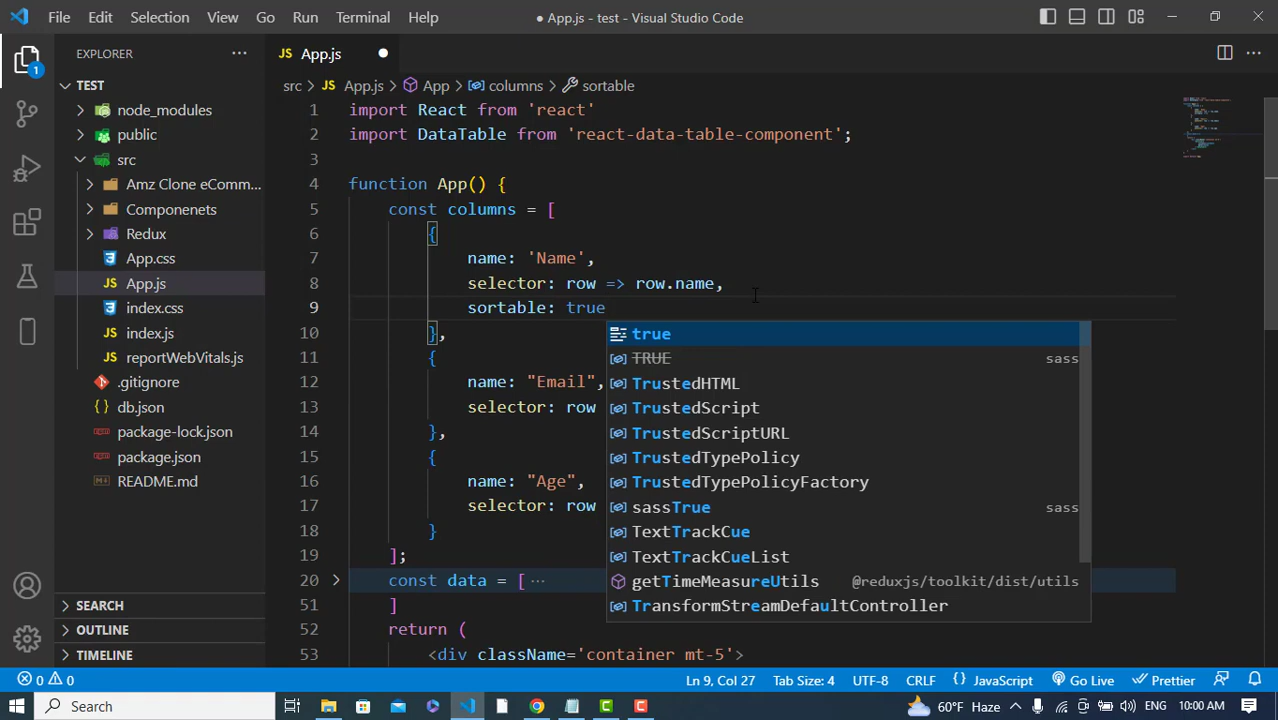 File Edit Selection View Go Run Terminal Help
● App.js - test - Visual Studio Code
EXPLORER
1
TEST
node_modules
public
src
Amz Clone eComm...
Componenets
Redux
App.css
App.js
index.css
index.js
reportWebVitals.js
.gitignore
db.json
package-lock.json
package.json
README.md
SEARCH
OUTLINE
TIMELINE
JS App.js ●
src > JS App.js > App > columns > sortable
1 import React from 'react'
2 import DataTable from 'react-data-table-component';
3
4 function App() {
5 const columns = [
6 {
7 name: 'Name',
8 selector: row => row.name,
9 sortable: true
10 },
11 {
12 name: "Email",
13 selector: row
14 },
15 {
16 name: "Age",
17 selector: row
18 }
19 ];
20 const data = [ ...
51 ]
52 return (
53 <div className='container mt-5'>
true
TRUE sass
TrustedHTML
TrustedScript
TrustedScriptURL
TrustedTypePolicy
TrustedTypePolicyFactory
sassTrue sass
TextTrackCue
TextTrackCueList
getTimeMeasureUtils @reduxjs/toolkit/dist/utils
TransformStreamDefaultController
0 0
Ln 9, Col 27 Tab Size: 4 UTF-8 CRLF {} JavaScript Go Live Prettier
Search
60°F Haze ENG 10:00 AM